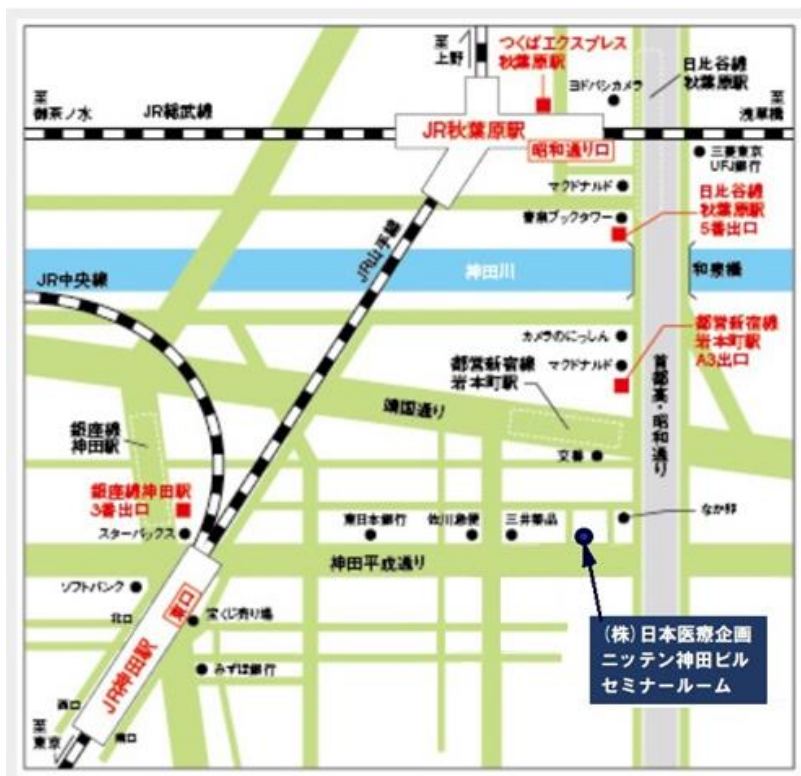 至
上野
つくばエクスプレス
秋葉原駅
日比谷線
秋葉原駅
至
御茶ノ水
JR総武線
ヨドバシカメラ
至
浅草橋
JR秋葉原駅
昭和通り口
三菱東京
UFJ銀行
マクドナルド
書泉ブックタワー
日比谷線
秋葉原駅
5番出口
JR山手線
神田川
和泉橋
JR中央線
カメラのにっしん
都営新宿線
岩本町駅
A3出口
都営新宿線
岩本町駅
マクドナルド
靖国通り
首都高・昭和通り
銀座線
神田駅
交番
銀座線神田駅
3番出口
スターバックス
東日本銀行
佐川急便
三井薬品
なか卯
神田平成通り
ソフトバンク
北口
東口
宝くじ売り場
(株)日本医療企画
ニッテン神田ビル
セミナールーム
JR神田駅
みずほ銀行
西口
南口
至
東京